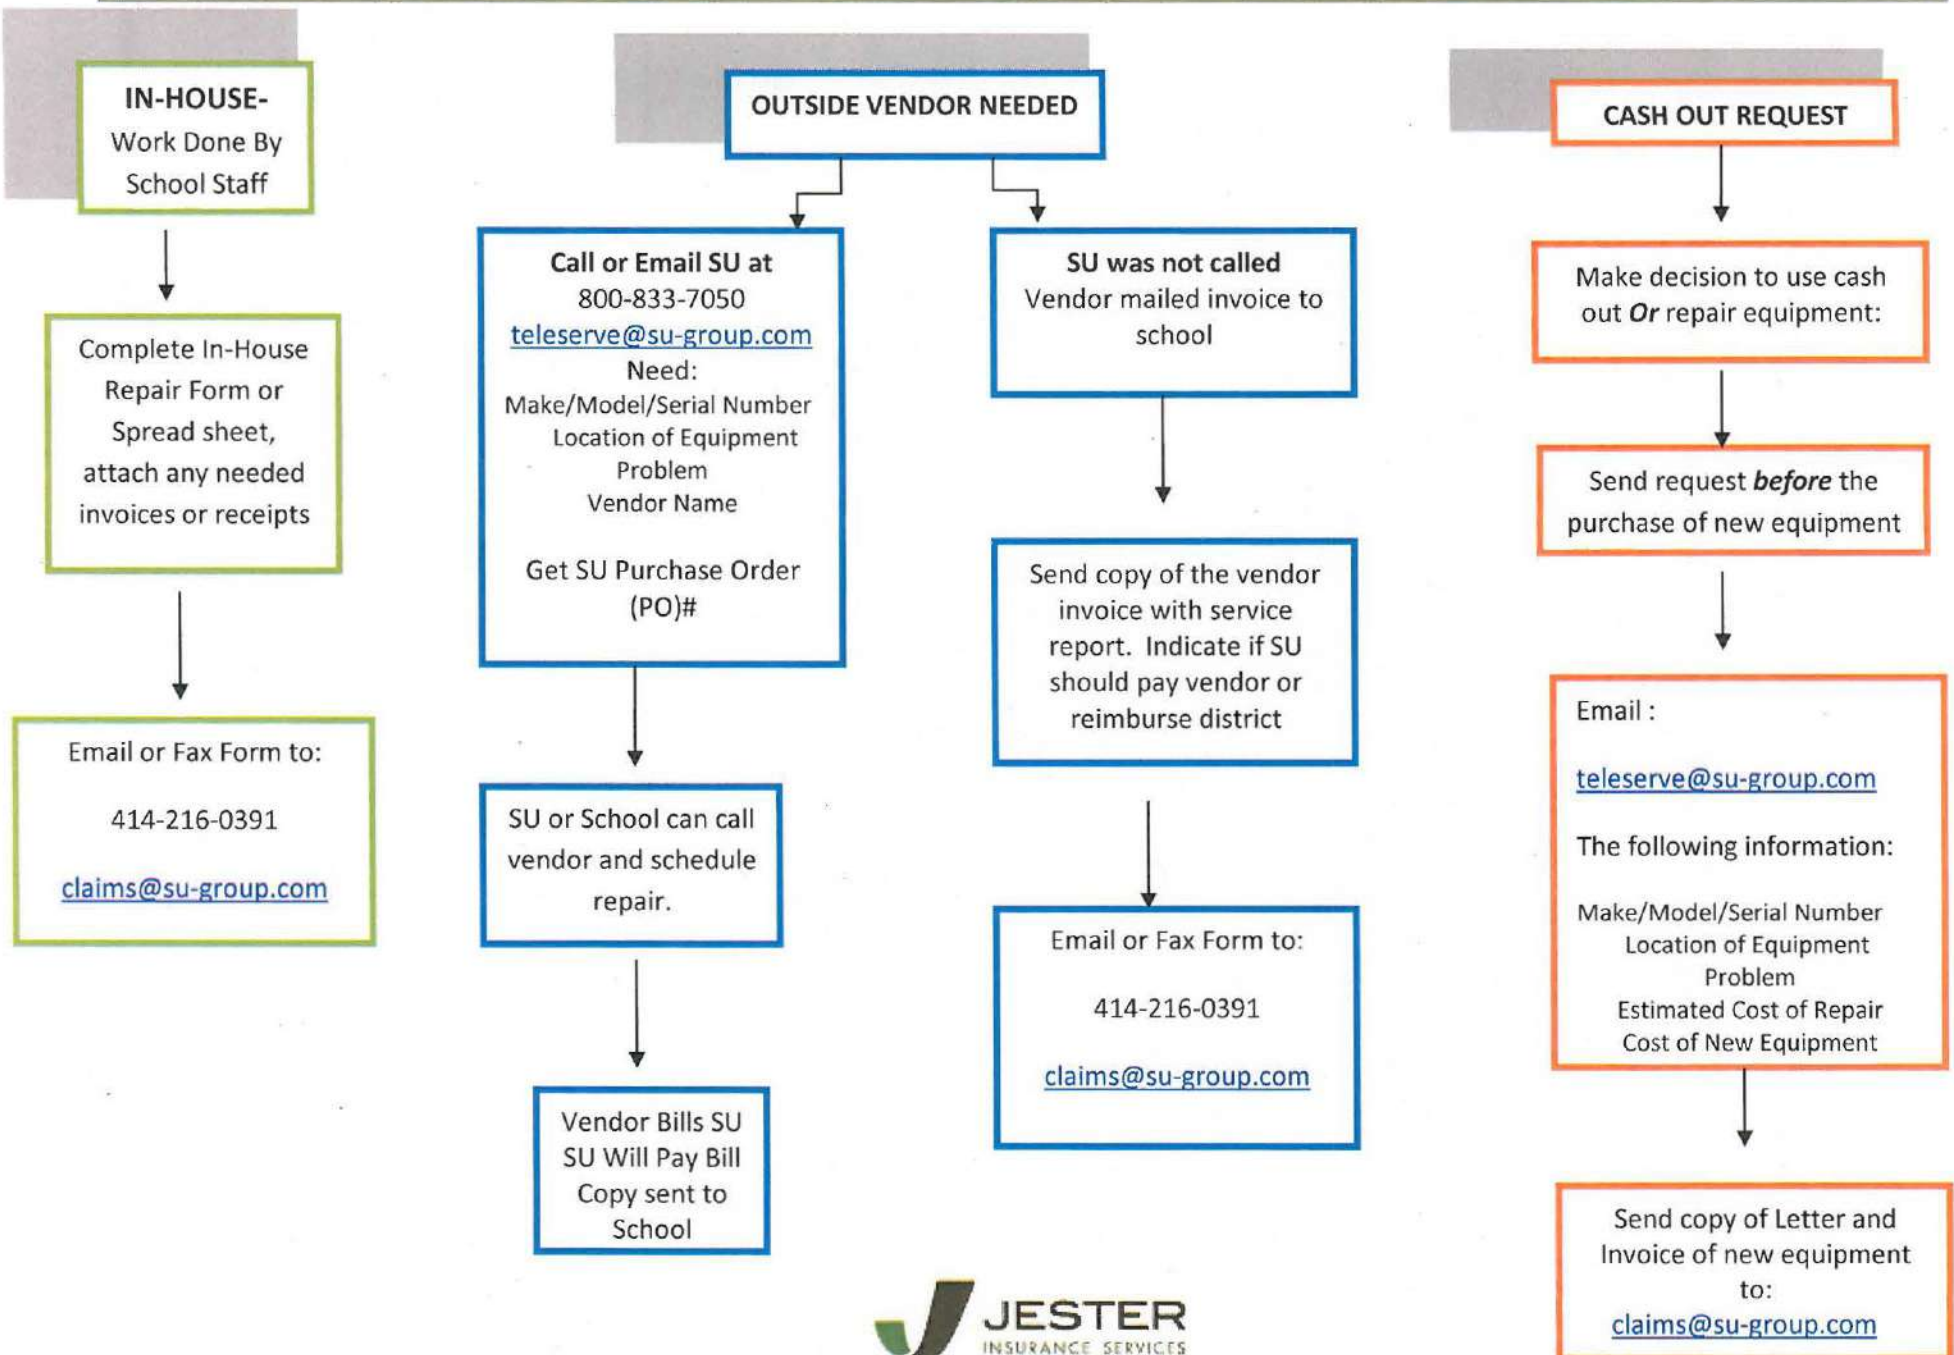 IN-HOUSE-
Work Done By
School Staff
Complete In-House
Repair Form or
Spread sheet,
attach any needed
invoices or receipts
Email or Fax Form to:
414-216-0391
claims@su-group.com
OUTSIDE VENDOR NEEDED
Call or Email SU at
800-833-7050
teleserve@su-group.com
Need:
Make/Model/Serial Number
Location of Equipment
Problem
Vendor Name
Get SU Purchase Order
(PO)#
SU or School can call
vendor and schedule
repair.
Vendor Bills SU
SU Will Pay Bill
Copy sent to
School
SU was not called
Vendor mailed invoice to
school
Send copy of the vendor
invoice with service
report. Indicate if SU
should pay vendor or
reimburse district
Email or Fax Form to:
414-216-0391
claims@su-group.com
CASH OUT REQUEST
Make decision to use cash
out Or repair equipment:
Send request before the
purchase of new equipment
Email :
teleserve@su-group.com
The following information:
Make/Model/Serial Number
Location of Equipment
Problem
Estimated Cost of Repair
Cost of New Equipment
Send copy of Letter and
Invoice of new equipment
to:
claims@su-group.com
JESTER
INSURANCE SERVICES